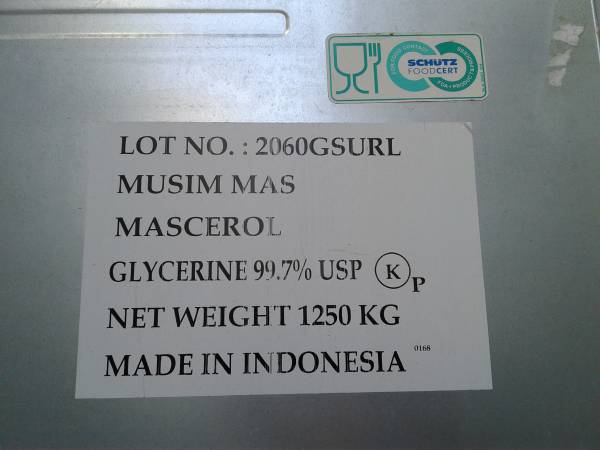 SCHÜTZ
FOODCERT
LOT NO. : 2060GSURL
MUSIM MAS
MASCEROL
GLYCERINE 99.7% USP K P
NET WEIGHT 1250 KG
MADE IN INDONESIA 0168